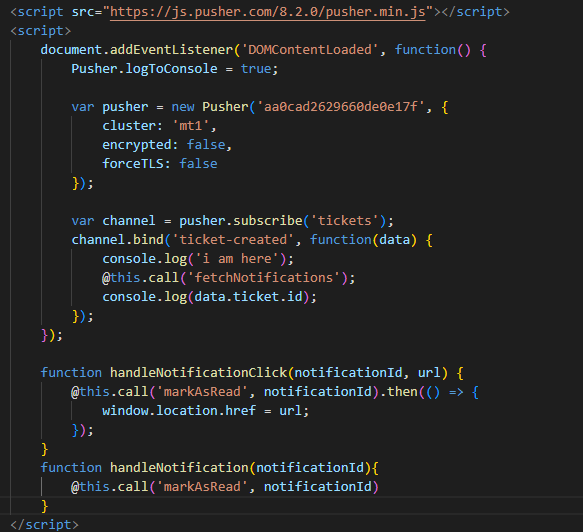 <script src="https://js.pusher.com/8.2.0/pusher.min.js"></script>
<script>
    document.addEventListener('DOMContentLoaded', function() {
        Pusher.logToConsole = true;

        var pusher = new Pusher('aa0cad2629660de0e17f', {
            cluster: 'mt1',
            encrypted: false,
            forceTLS: false
        });

        var channel = pusher.subscribe('tickets');
        channel.bind('ticket-created', function(data) {
            console.log('i am here');
            @this.call('fetchNotifications');
            console.log(data.ticket.id);
        });
    });

    function handleNotificationClick(notificationId, url) {
        @this.call('markAsRead', notificationId).then(() => {
            window.location.href = url;
        });
    }
    function handleNotification(notificationId){
        @this.call('markAsRead', notificationId)
    }
</script>